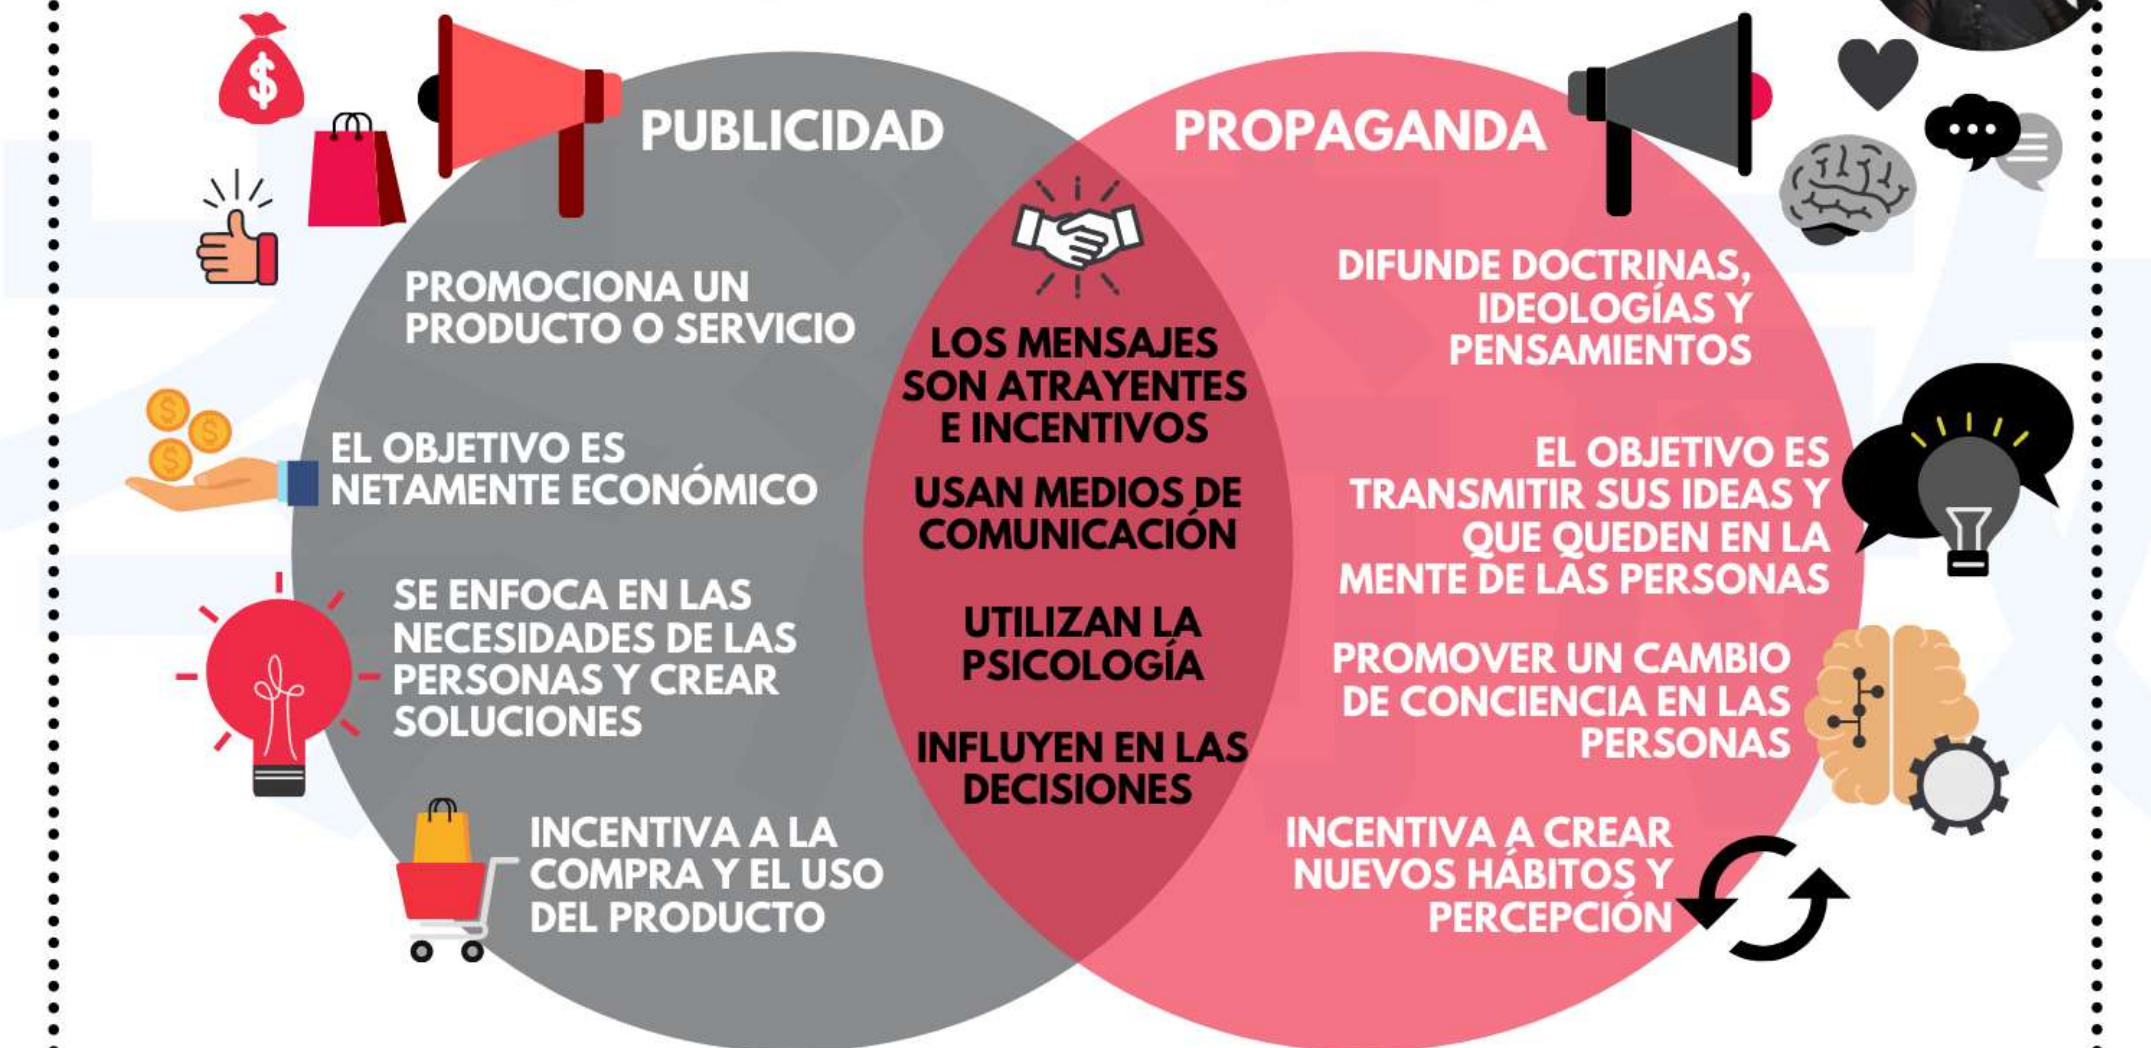 PUBLICIDAD
PROMOCIONA UN
PRODUCTO O SERVICIO
EL OBJETIVO ES
NETAMENTE ECONÓMICO
SE ENFOCA EN LAS
NECESIDADES DE LAS
PERSONAS Y CREAR
SOLUCIONES
INCENTIVA A LA
COMPRA Y EL USO
DEL PRODUCTO
LOS MENSAJES
SON ATRAYENTES
E INCENTIVOS
USAN MEDIOS DE
COMUNICACIÓN
UTILIZAN LA
PSICOLOGÍA
INFLUYEN EN LAS
DECISIONES
PROPAGANDA
DIFUNDE DOCTRINAS,
IDEOLOGÍAS Y
PENSAMIENTOS
EL OBJETIVO ES
TRANSMITIR SUS IDEAS Y
QUE QUEDEN EN LA
MENTE DE LAS PERSONAS
PROMOVER UN CAMBIO
DE CONCIENCIA EN LAS
PERSONAS
INCENTIVA A CREAR
NUEVOS HÁBITOS Y
PERCEPCIÓN